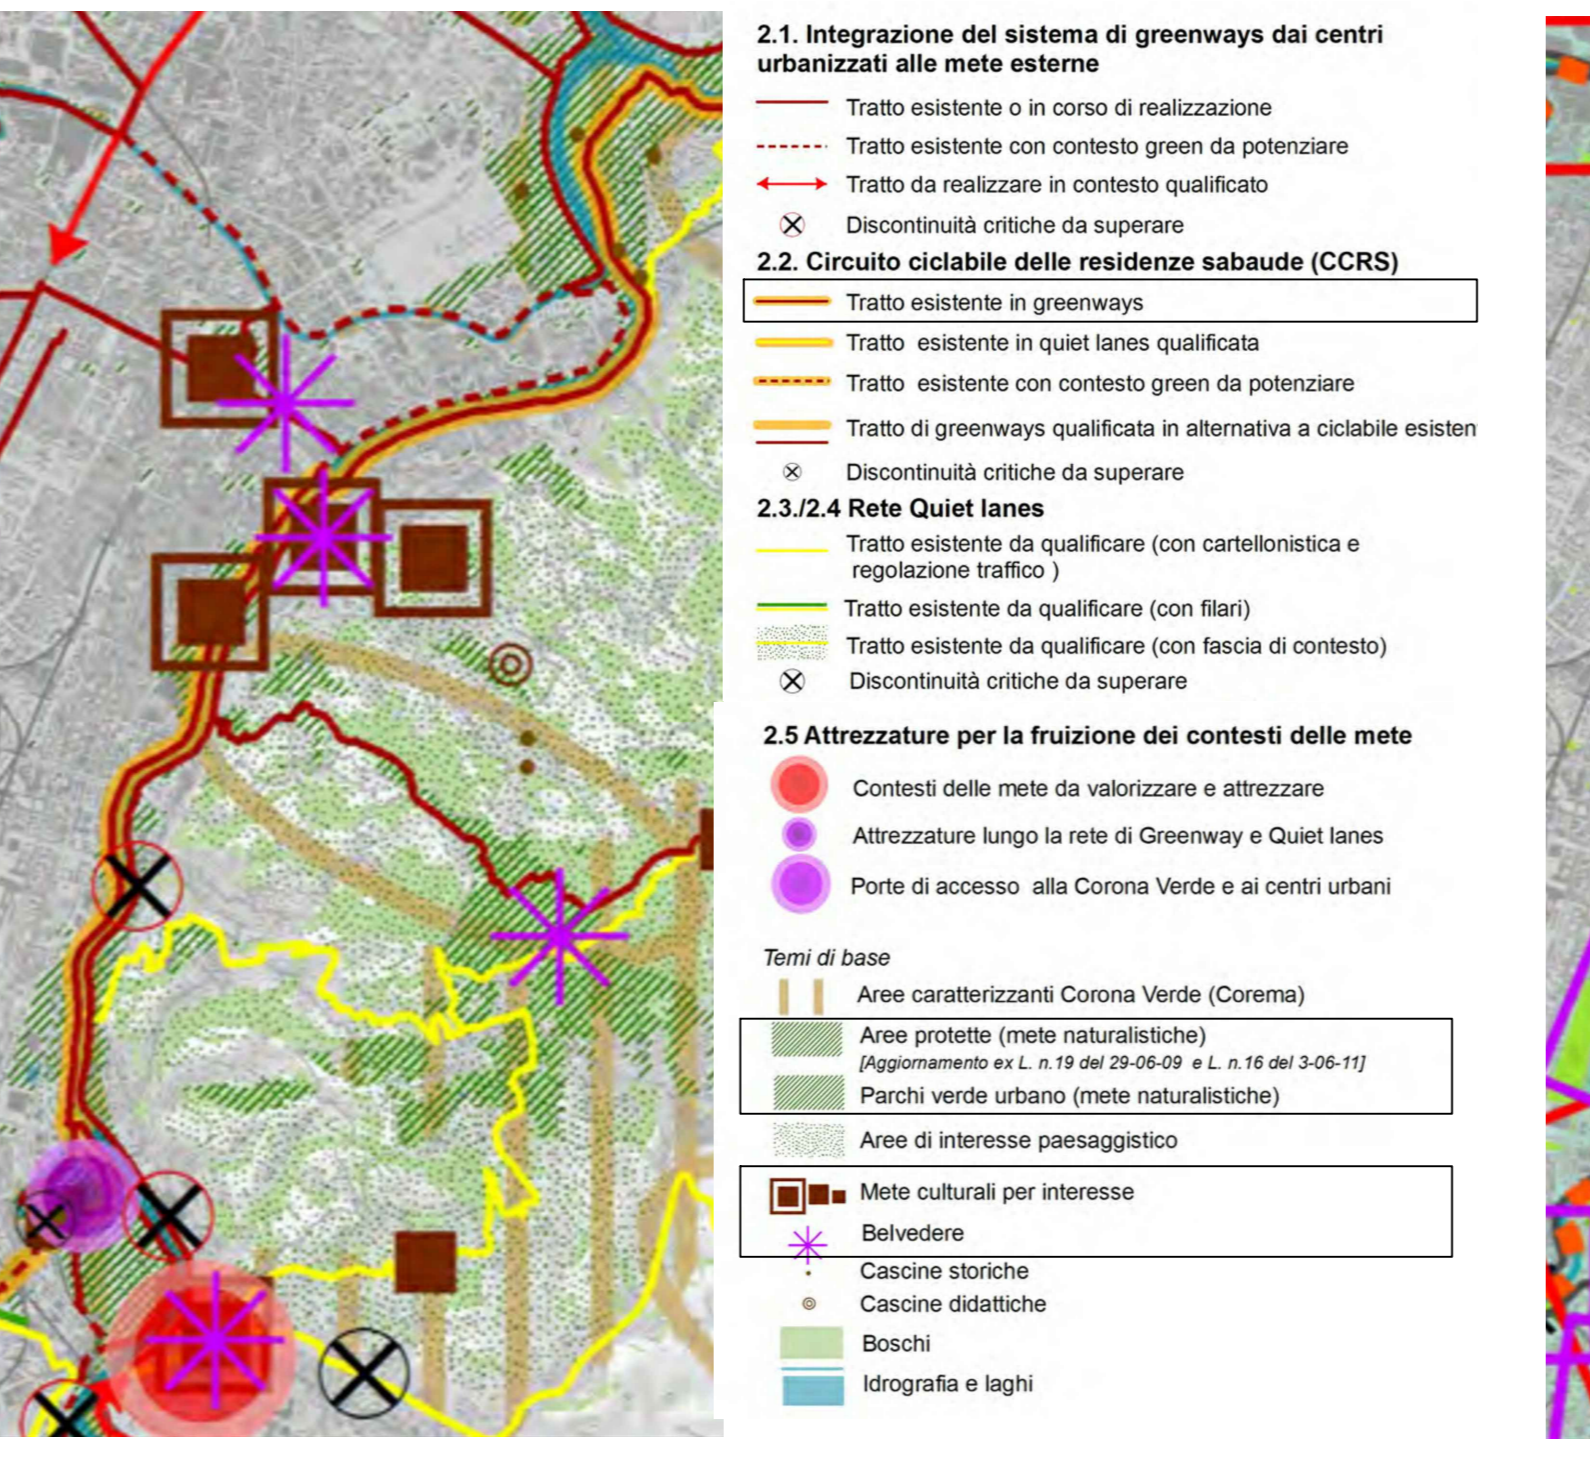 2.1. Integrazione del sistema di greenways dai centri
urbanizzati alle mete esterne
Tratto esistente o in corso di realizzazione
Tratto esistente con contesto green da potenziare
Tratto da realizzare in contesto qualificato
Discontinuità critiche da superare
2.2. Circuito ciclabile delle residenze sabaude (CCRS)
Tratto esistente in greenways
Tratto esistente in quiet lanes qualificata
Tratto esistente con contesto green da potenziare
Tratto di greenways qualificata in alternativa a ciclabile esisten
Discontinuità critiche da superare
2.3./2.4 Rete Quiet lanes
Tratto esistente da qualificare (con cartellonistica e
regolazione traffico )
Tratto esistente da qualificare (con filari)
Tratto esistente da qualificare (con fascia di contesto)
Discontinuità critiche da superare
2.5 Attrezzature per la fruizione dei contesti delle mete
Contesti delle mete da valorizzare e attrezzare
Attrezzature lungo la rete di Greenway e Quiet lanes
Porte di accesso alla Corona Verde e ai centri urbani
Temi di base
Aree caratterizzanti Corona Verde (Corema)
Aree protette (mete naturalistiche)
[Aggiornamento ex L. n.19 del 29-06-09 e L. n.16 del 3-06-11]
Parchi verde urbano (mete naturalistiche)
Aree di interesse paesaggistico
Mete culturali per interesse
Belvedere
Cascine storiche
Cascine didattiche
Boschi
Idrografia e laghi